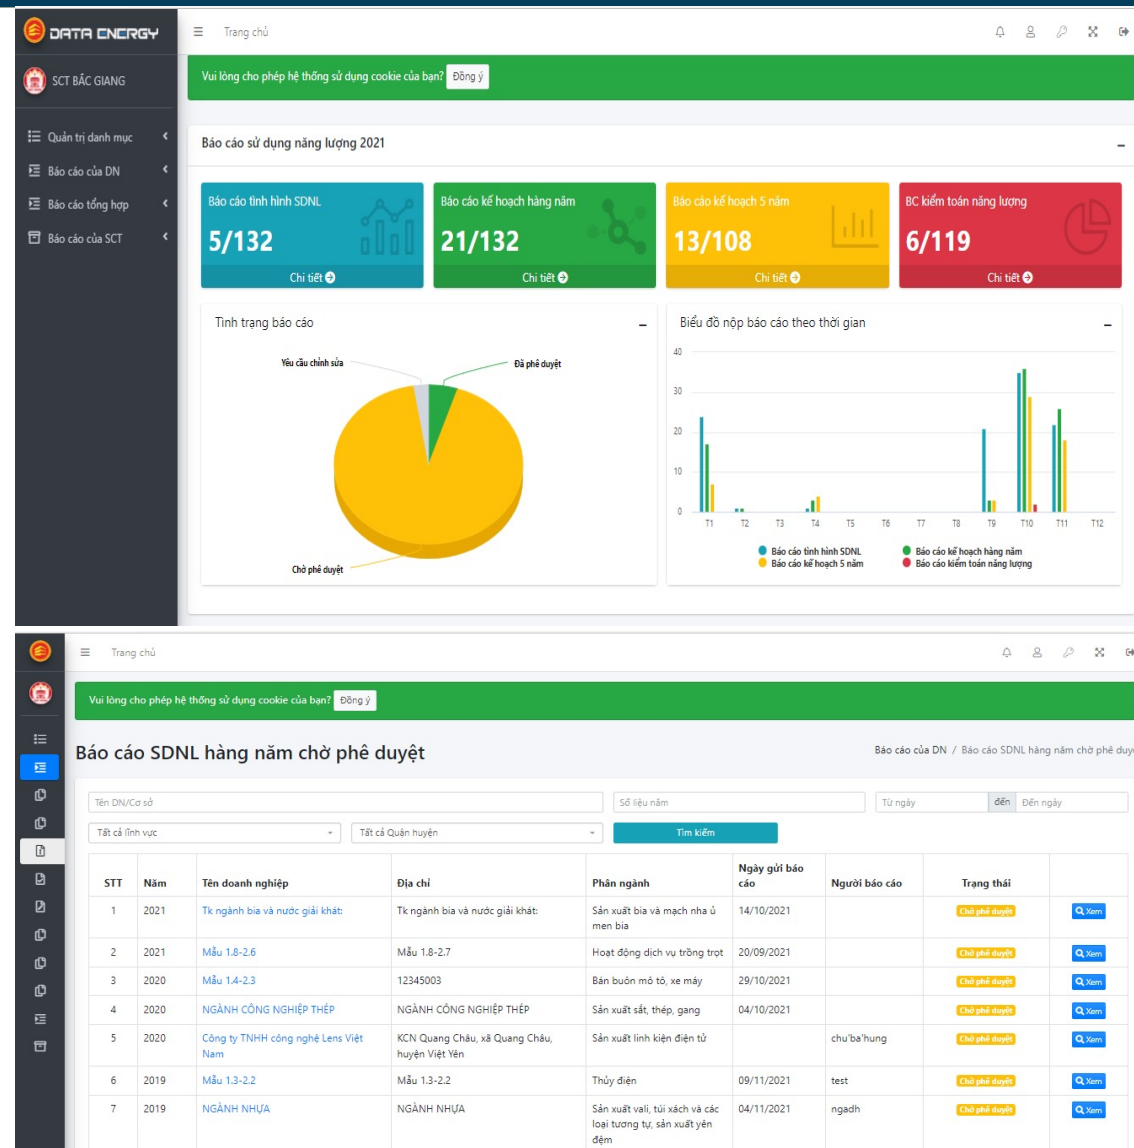 DATA ENERGY
Trang chủ
SCT BẮC GIANG
Vui lòng cho phép hệ thống sử dụng cookie của bạn? Đồng ý
Quản trị danh mục
Báo cáo của DN
Báo cáo tổng hợp
Báo cáo của SCT
Báo cáo sử dụng năng lượng 2021
Báo cáo tình hình SDNL
5/132
Chi tiết
Báo cáo kế hoạch hàng năm
21/132
Chi tiết
Báo cáo kế hoạch 5 năm
13/108
Chi tiết
BC kiểm toán năng lượng
6/119
Chi tiết
Tình trạng báo cáo
Yêu cầu chỉnh sửa
Đã phê duyệt
Chờ phê duyệt
Biểu đồ nộp báo cáo theo thời gian
40
30
20
10
0
T1 T2 T3 T4 T5 T6 T7 T8 T9 T10 T11 T12
Báo cáo tình hình SDNL Báo cáo kế hoạch hàng năm
Báo cáo kế hoạch 5 năm Báo cáo kiểm toán năng lượng
Trang chủ
Vui lòng cho phép hệ thống sử dụng cookie của bạn? Đồng ý
Báo cáo SDNL hàng năm chờ phê duyệt
Báo cáo của DN / Báo cáo SDNL hàng năm chờ phê duy
Tên DN/Cơ sở Số liệu năm Từ ngày đến Đến ngày
Tất cả lĩnh vực Tất cả Quận huyện Tìm kiếm
STT Năm Tên doanh nghiệp Địa chỉ Phân ngành Ngày gửi báo cáo Người báo cáo Trạng thái
1 2021 Tk ngành bia và nước giải khát: Tk ngành bia và nước giải khát: Sản xuất bia và mạch nha ủ men bia 14/10/2021 Chờ phê duyệt Xem
2 2021 Mẫu 1.8-2.6 Mẫu 1.8-2.7 Hoạt động dịch vụ trồng trọt 20/09/2021 Chờ phê duyệt Xem
3 2020 Mẫu 1.4-2.3 12345003 Bán buôn mô tô, xe máy 29/10/2021 Chờ phê duyệt Xem
4 2020 NGÀNH CÔNG NGHIỆP THÉP NGÀNH CÔNG NGHIỆP THÉP Sản xuất sắt, thép, gang 04/10/2021 Chờ phê duyệt Xem
5 2020 Công ty TNHH công nghệ Lens Việt Nam KCN Quang Châu, xã Quang Châu, huyện Việt Yên Sản xuất linh kiện điện tử chu'ba'hung Chờ phê duyệt Xem
6 2019 Mẫu 1.3-2.2 Mẫu 1.3-2.2 Thủy điện 09/11/2021 test Chờ phê duyệt Xem
7 2019 NGÀNH NHỰA NGÀNH NHỰA Sản xuất vali, túi xách và các loại tương tự, sản xuất yên đệm 04/11/2021 ngadh Chờ phê duyệt Xem